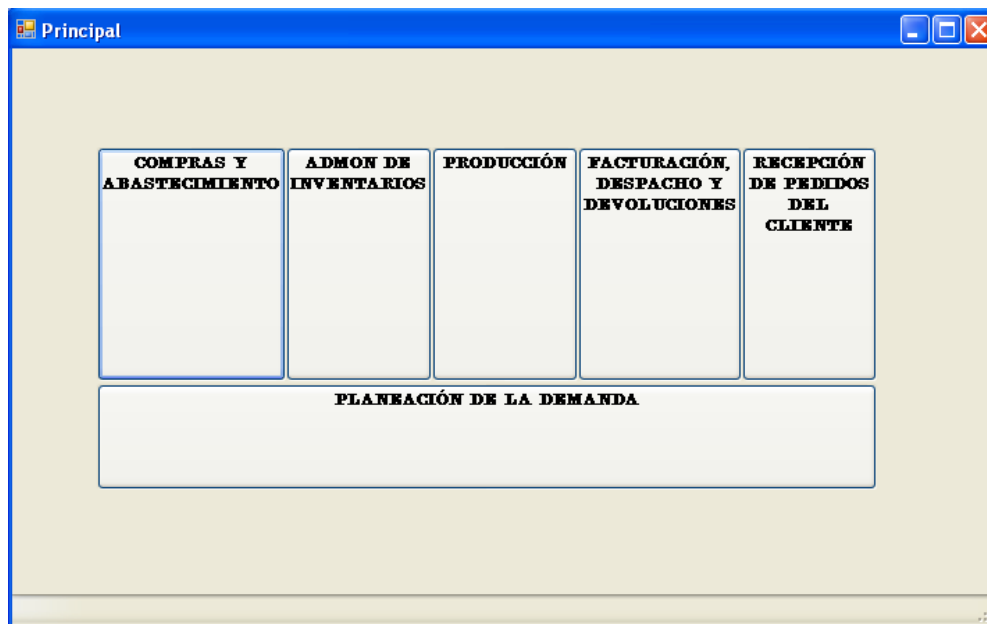 Principal
COMPRAS Y
ABASTECIMIENTO
ADMON DE
INVENTARIOS
PRODUCCIÓN
FACTURACIÓN,
DESPACHO Y
DEVOLUCIONES
RECEPCIÓN
DE PEDIDOS
DEL
CLIENTE
PLANEACIÓN DE LA DEMANDA